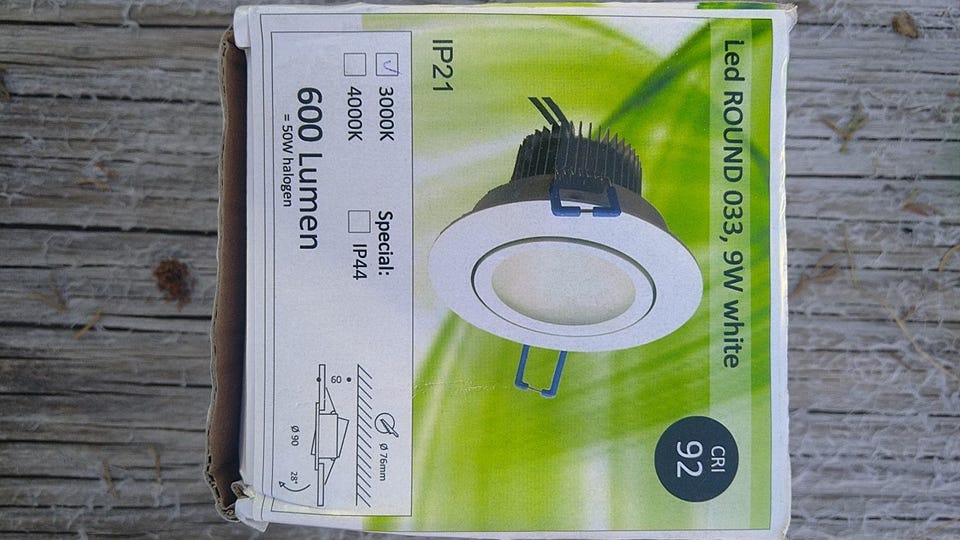 Led ROUND 033, 9W white
CRI
92
IP21
3000K
4000K
Special:
IP44
600 Lumen
= 50W halogen
Ø 76mm
60
Ø 90
28°